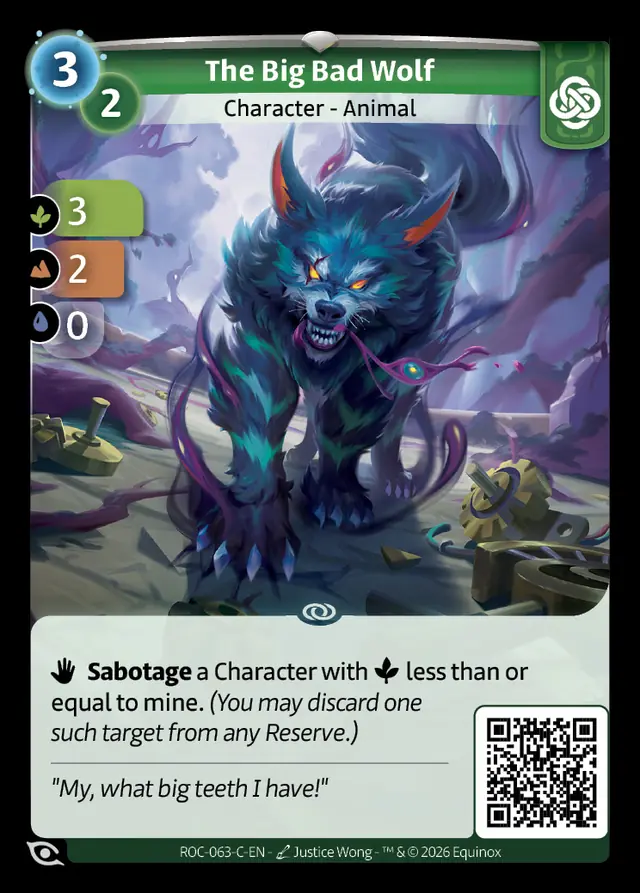 3
The Big Bad Wolf
2
Character - Animal
3
2
0
Sabotage a Character with less than or
equal to mine. (You may discard one
such target from any Reserve.)
"My, what big teeth I have!"
ROC-063-C-EN - Justice Wong - ™ & © 2026 Equinox